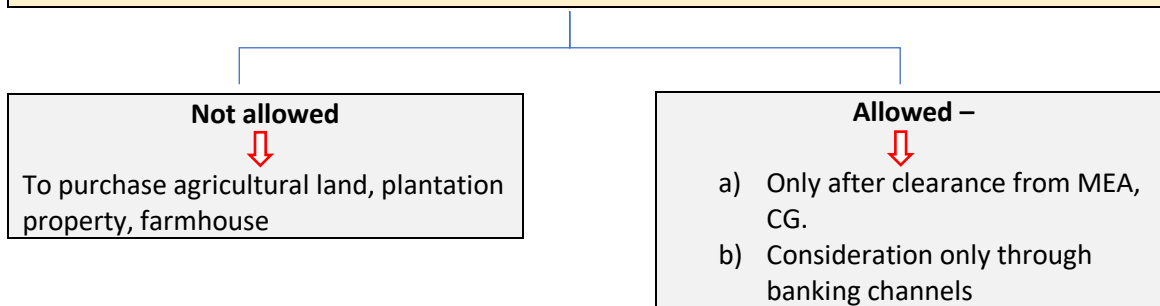 Not allowed
To purchase agricultural land, plantation
property, farmhouse
Allowed –
a) Only after clearance from MEA,
CG.
b) Consideration only through
banking channels